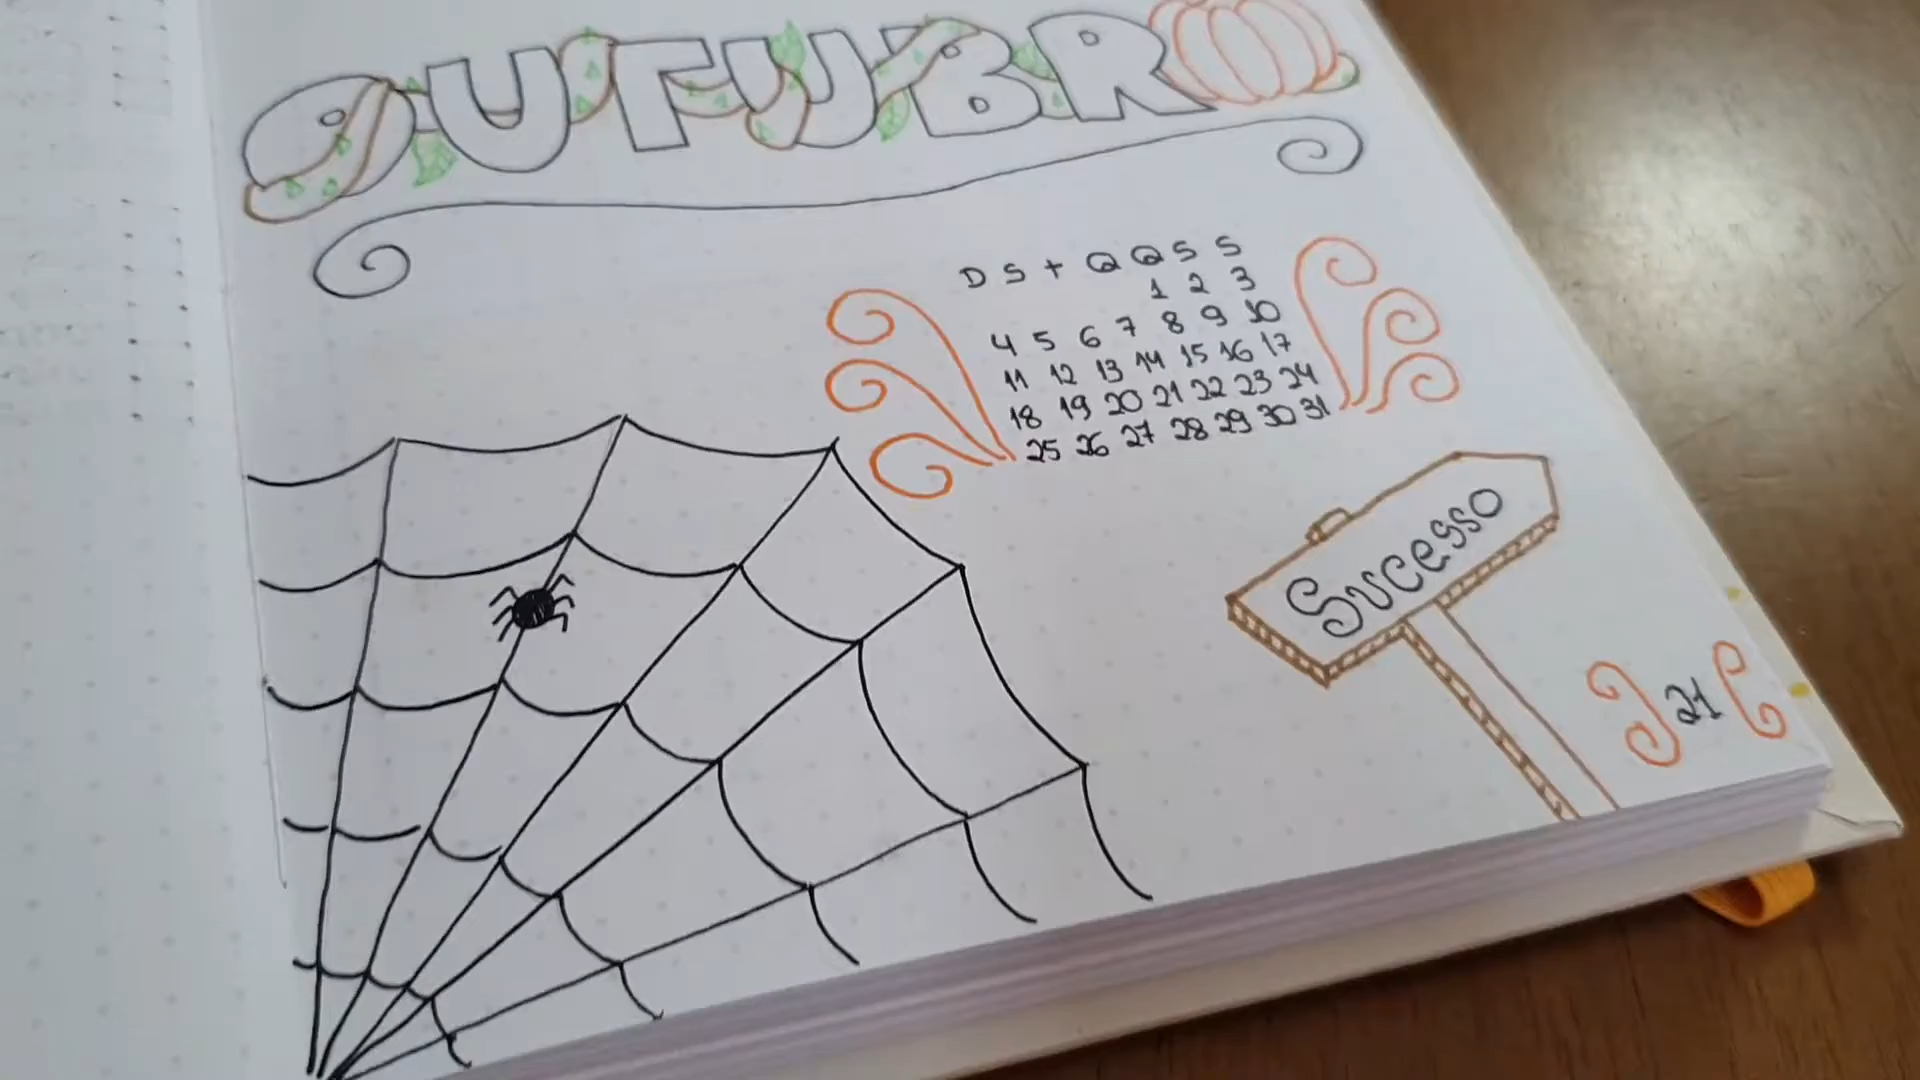 OUTUBRO
D S T Q Q S S
1 2 3
4 5 6 7 8 9 10
11 12 13 14 15 16 17
18 19 20 21 22 23 24
25 26 27 28 29 30 31
Sucesso
21